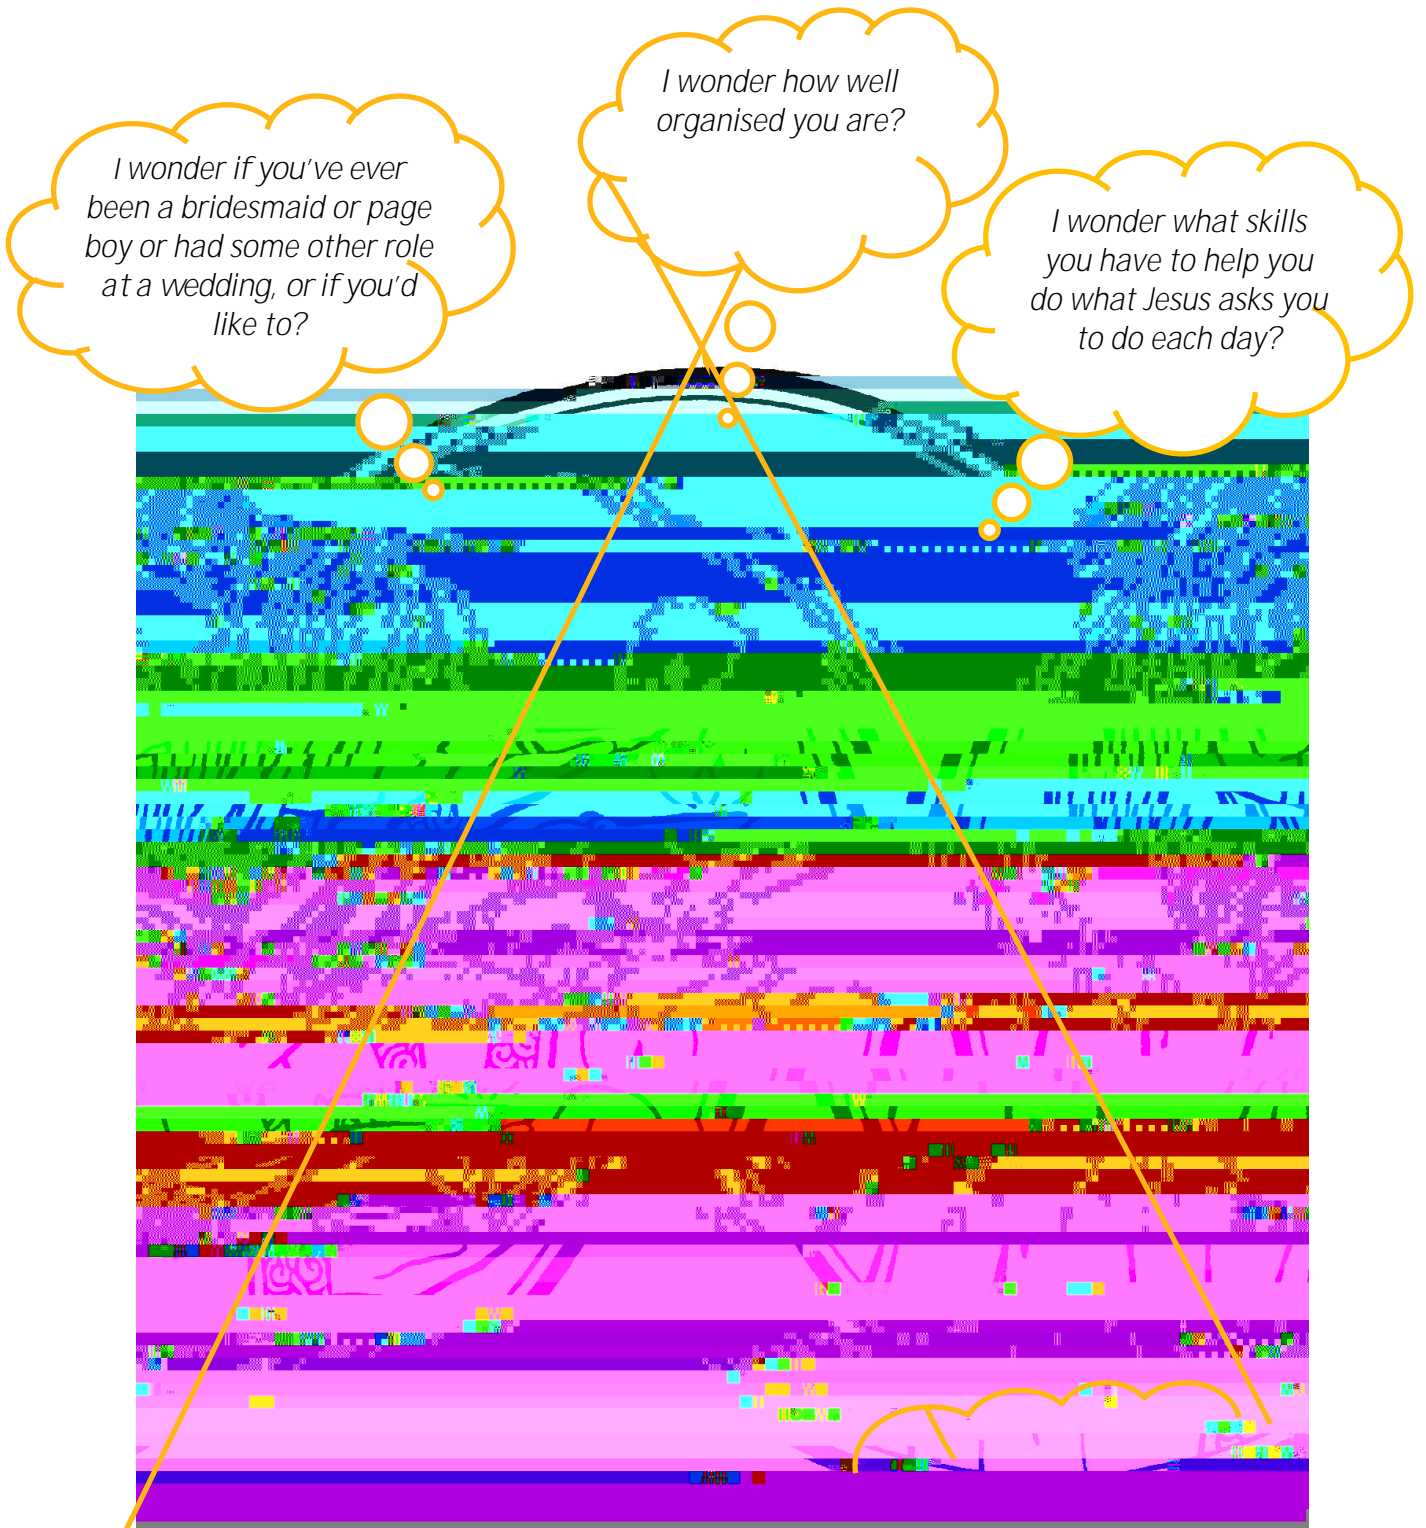 I wonder if you've ever
been a bridesmaid or page
boy or had some other role
at a wedding, or if you'd
like to?
I wonder how well
organised you are?
I wonder what skills
you have to help you
do what Jesus asks you
to do each day?